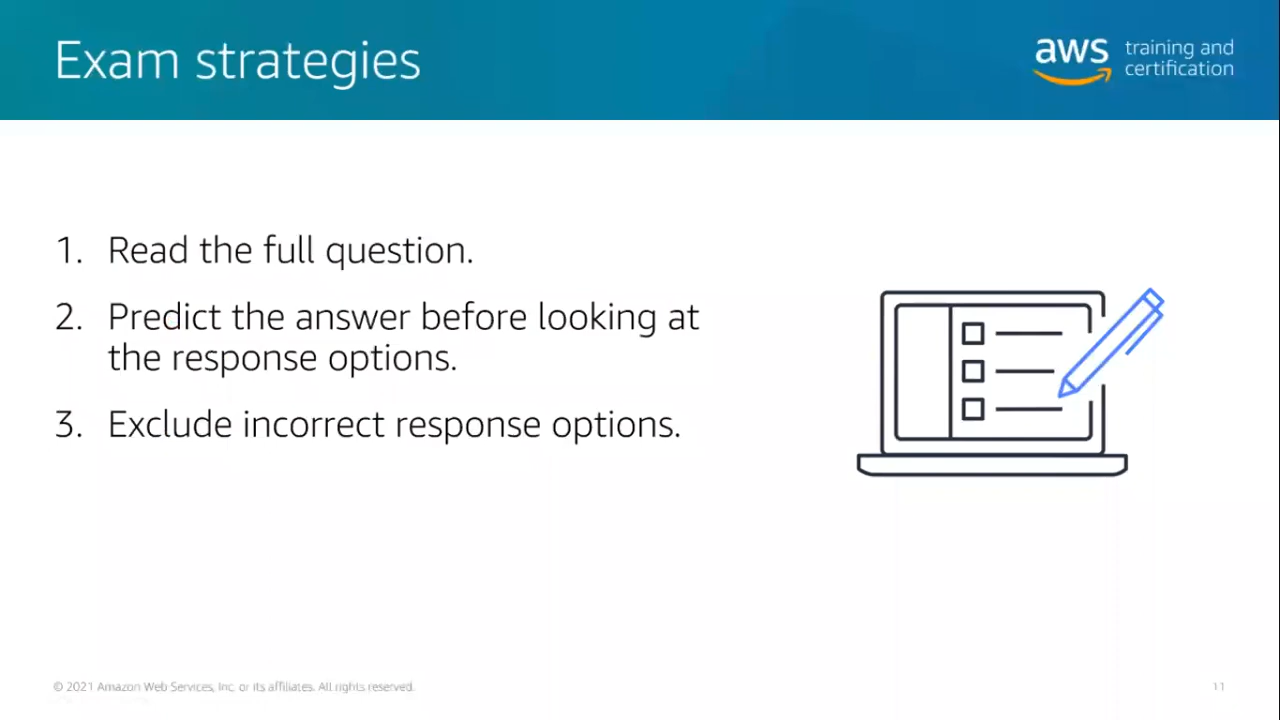 Exam strategies
aws training and
certification
1. Read the full question.
2. Predict the answer before looking at
the response options.
3. Exclude incorrect response options.
© 2021 Amazon Web Services, Inc. or its affiliates. All rights reserved.
11